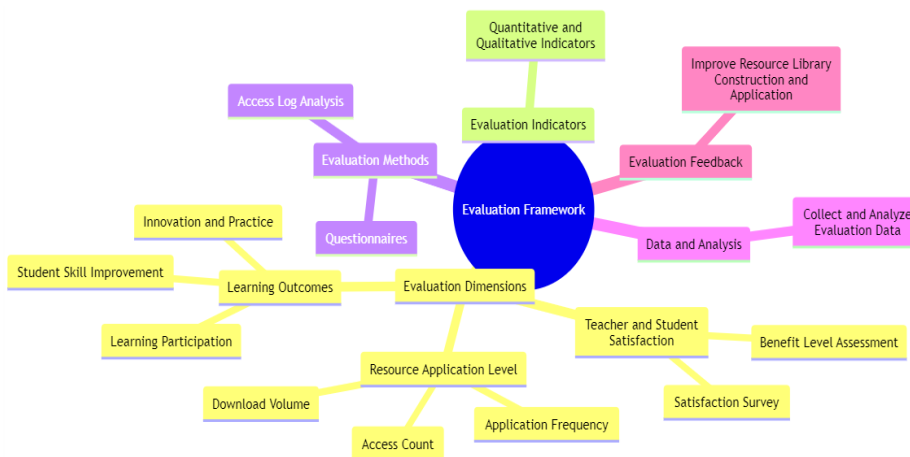 Quantitative and
Qualitative Indicators
Improve Resource Library
Construction and
Application
Access Log Analysis
Evaluation Indicators
Evaluation Methods
Evaluation Feedback
Evaluation Framework
Innovation and Practice
Questionnaires
Data and Analysis
Collect and Analyze
Evaluation Data
Student Skill Improvement
Learning Outcomes
Evaluation Dimensions
Learning Participation
Teacher and Student
Satisfaction
Benefit Level Assessment
Resource Application Level
Download Volume
Satisfaction Survey
Access Count
Application Frequency